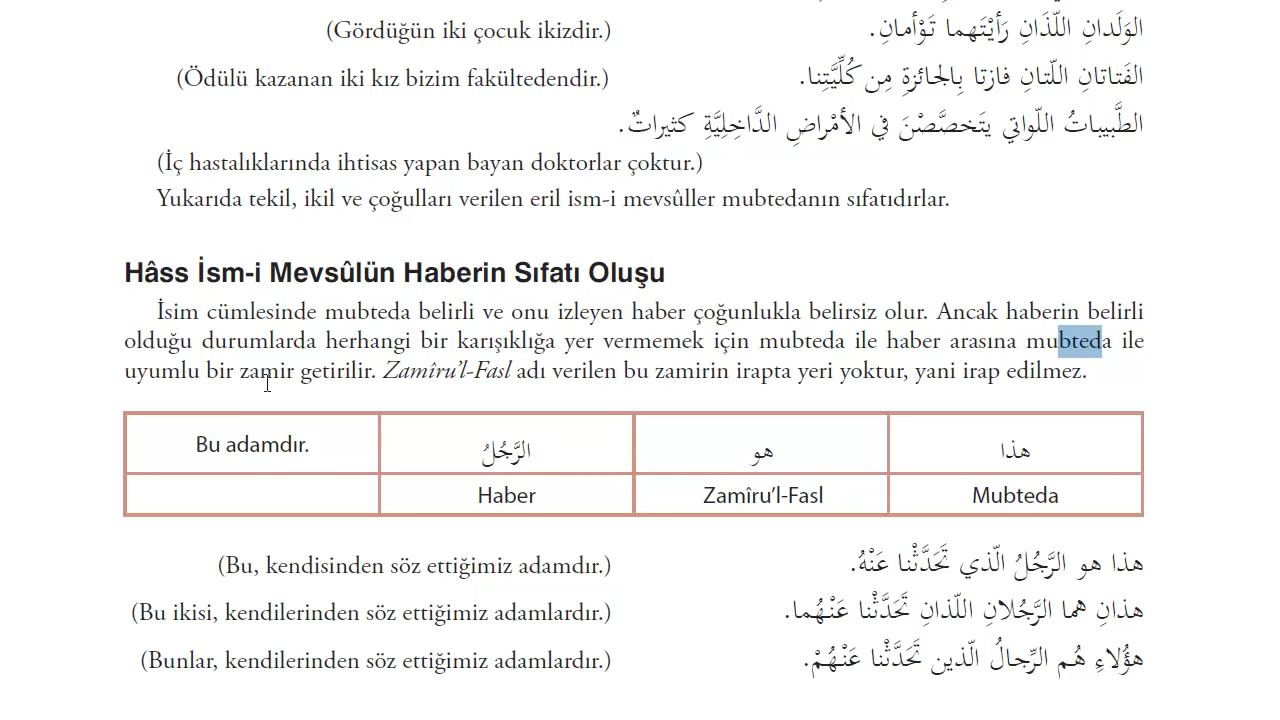 (Gördüğün iki çocuk ikizdir.) الوَلَدانِ اللّذَانِ رَأيْتَهما تَوْأمانِ.
(Ödülü kazanan iki kız bizim fakültedendir.) الفَتاتانِ اللّتانِ فازتا بِالجائزةِ مِن كُلِّيَّتِنا.
الطَّبيباتُ اللّواتي يتَخصَّصْنَ في الأمْراضِ الدَّاخِلِيَّةِ كثيراتٌ.
(İç hastalıklarında ihtisas yapan bayan doktorlar çoktur.)
Yukarıda tekil, ikil ve çoğulları verilen eril ism-i mevsûller mubtedanın sıfatıdırlar.
Hâss İsm-i Mevsûlün Haberin Sıfatı Oluşu
İsim cümlesinde mubteda belirli ve onu izleyen haber çoğunlukla belirsiz olur. Ancak haberin belirli
olduğu durumlarda herhangi bir karışıklığa yer vermemek için mubteda ile haber arasına mubteda ile
uyumlu bir zamir getirilir. Zamîru’l-Fasl adı verilen bu zamirin irapta yeri yoktur, yani irap edilmez.
Bu adamdır. الرَّجُلُ هو هذا
Haber Zamîru’l-Fasl Mubteda
(Bu, kendisinden söz ettiğimiz adamdır.) هذا هو الرَّجُلُ الّذي تَحَدَّثْنا عَنْهُ.
(Bu ikisi, kendilerinden söz ettiğimiz adamlardır.) هذانِ هما الرَّجُلانِ اللّذانِ تَحَدَّثْنا عَنْهُما.
(Bunlar, kendilerinden söz ettiğimiz adamlardır.) هؤُلاءِ هُم الرِّجالُ الّذين تَحَدَّثْنا عَنْهُمْ.